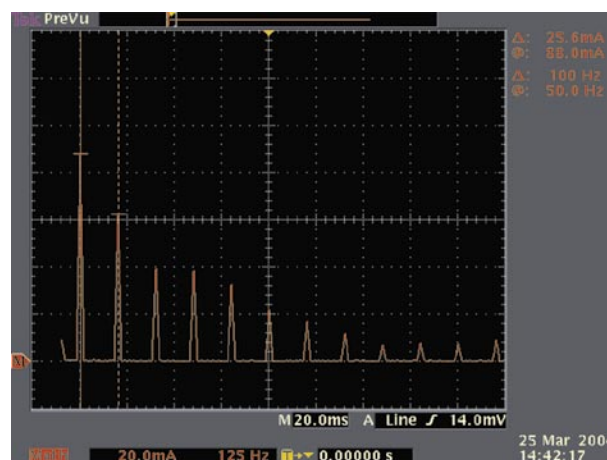 Tek PreVu
Δ: 25.6mA
@: 88.0mA
Δ: 100 Hz
@: 50.0 Hz
M
M 20.0ms A Line ƒ 14.0mV
20.0mA 125 Hz T 0.00000 s
25 Mar 200
14:42:17